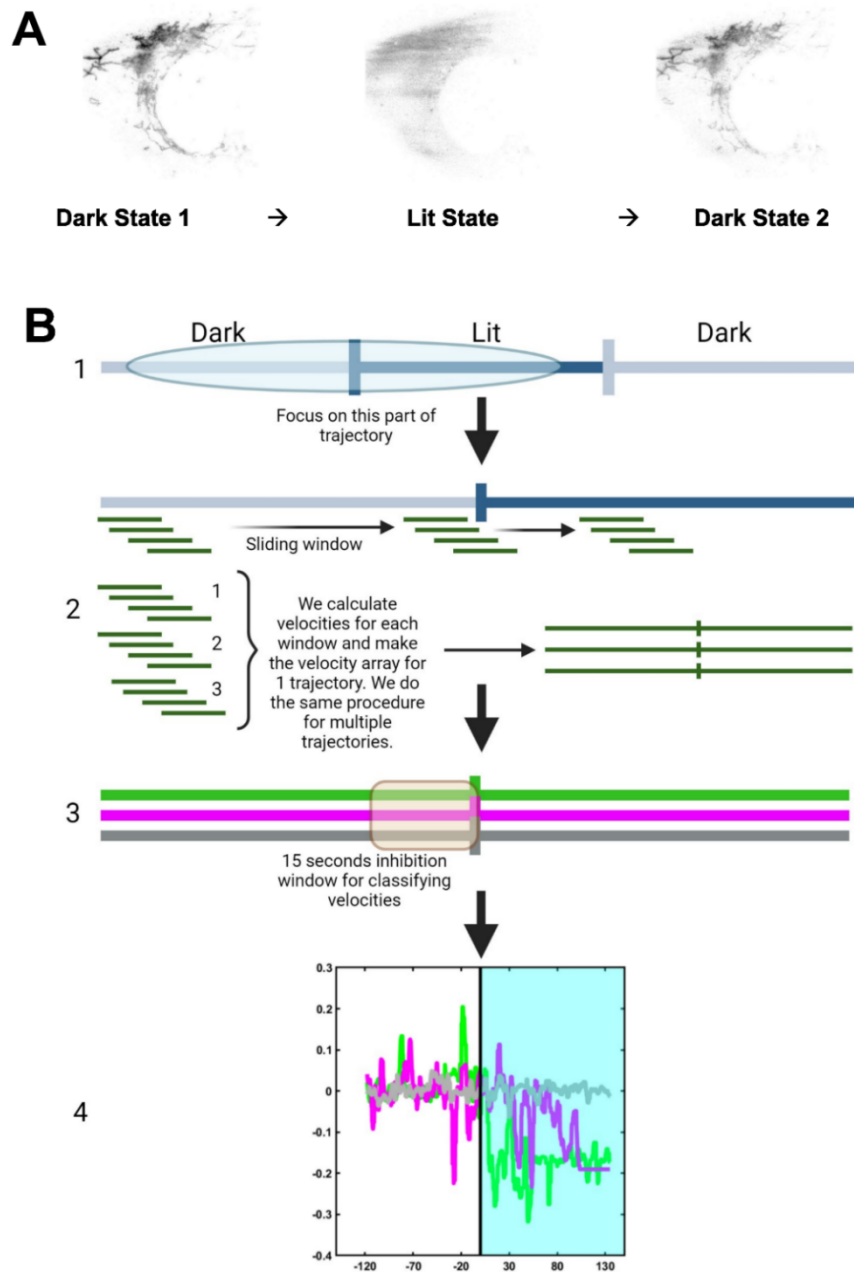 A
Dark State 1 → Lit State → Dark State 2
B
Dark Lit Dark
1
Focus on this part of
trajectory
Sliding window
2
1
2
3
We calculate
velocities for each
window and make
the velocity array for
1 trajectory. We do
the same procedure
for multiple
trajectories.
3
15 seconds inhibition
window for classifying
velocities
4
0.3
0.2
0.1
0
-0.1
-0.2
-0.3
-0.4
-120 -70 -20 30 80 130